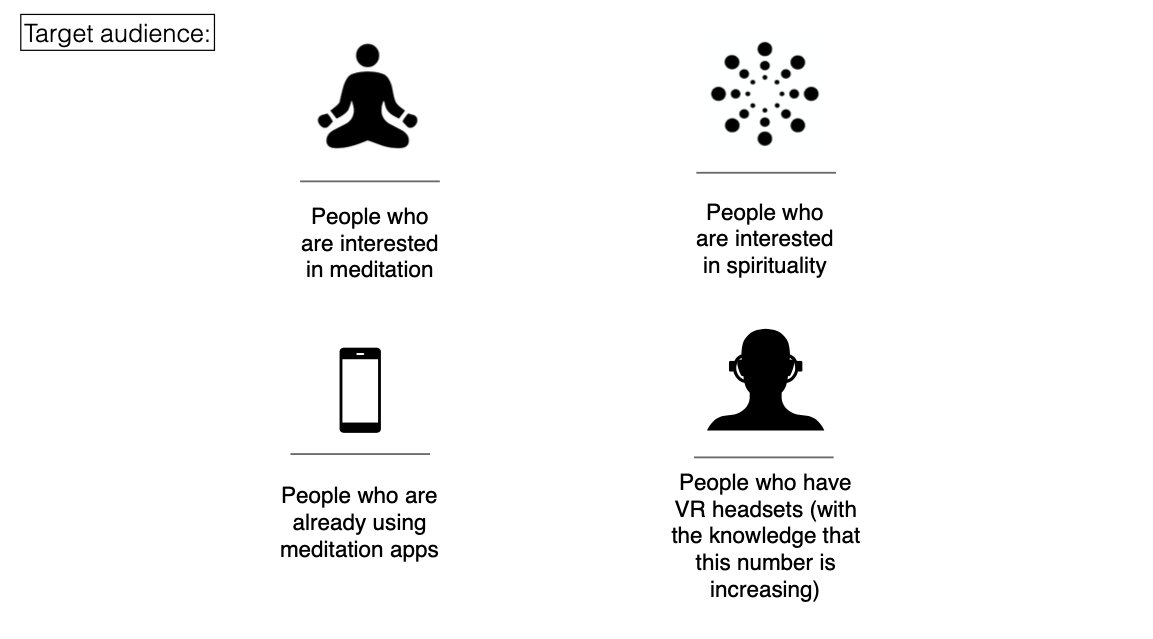 Target audience:
People who
are interested
in meditation
People who
are interested
in spirituality
People who are
already using
meditation apps
People who have
VR headsets (with
the knowledge that
this number is
increasing)